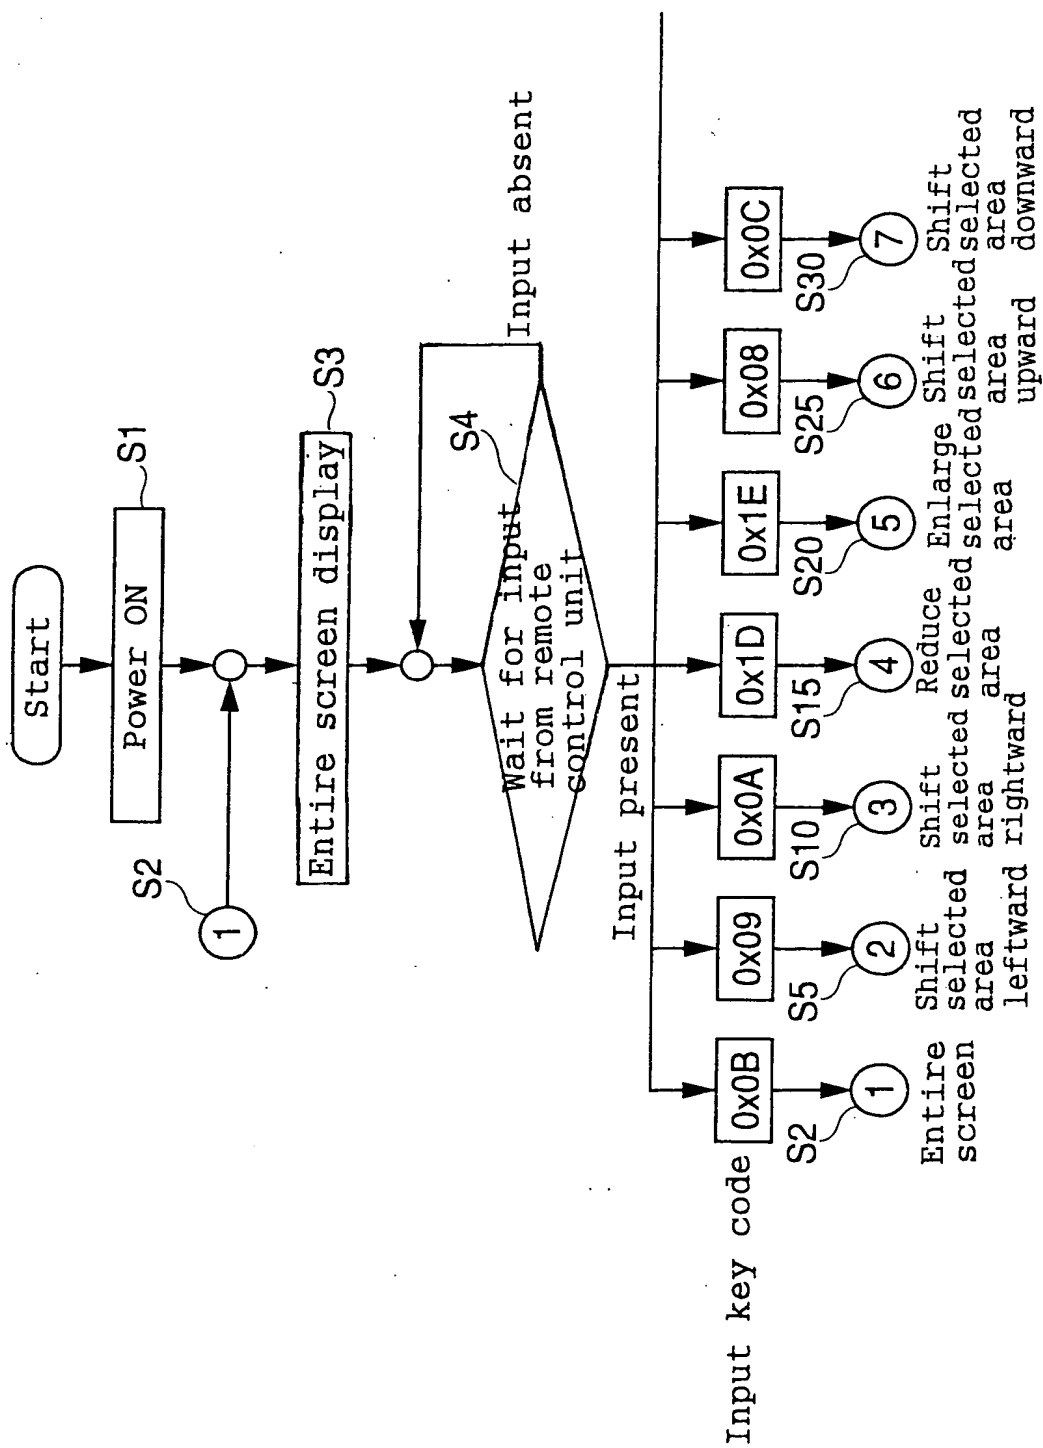 Start
Power ON
S1
S2
1
Entire screen display
S3
Wait for input
from remote
control unit
S4
Input absent
Input present
Input key code
0x0B
0x09
0x0A
0x1D
0x1E
0x08
0x0C
S2
S5
S10
S15
S20
S25
S30
1
2
3
4
5
6
7
Entire
screen
Shift
selected
area
leftward
Shift
selected
area
rightward
Reduce
selected
area
Enlarge
selected
area
Shift
selected
area
upward
Shift
selected
area
downward